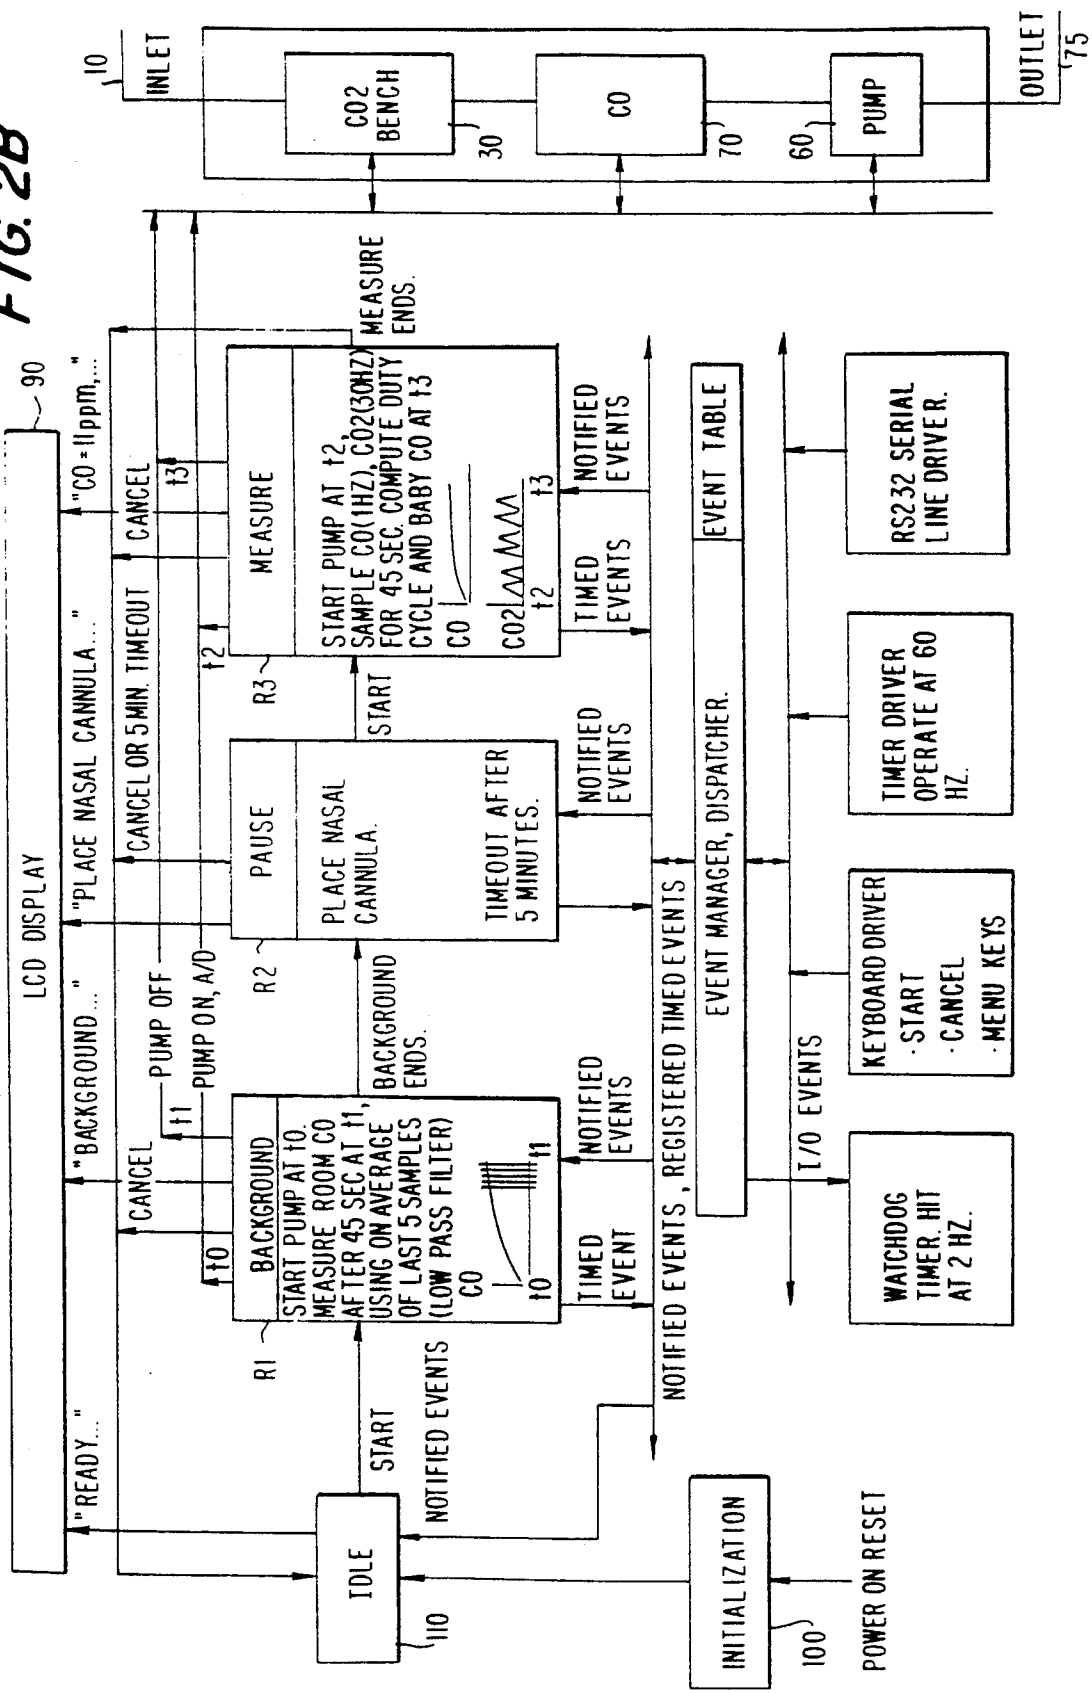 FIG. 2B
LCD DISPLAY
90
"READY..."
"BACKGROUND..."
"PLACE NASAL CANNULA..."
"CO = 11ppm,..."
CANCEL
CANCEL OR 5 MIN. TIMEOUT
CANCEL
PUMP OFF
PUMP ON, A/D
t0
t1
t2
t3
MEASURE
ENDS.
IDLE
110
START
NOTIFIED EVENTS
R1
BACKGROUND
START PUMP AT t0.
MEASURE ROOM CO
AFTER 45 SEC AT t1,
USING ON AVERAGE
OF LAST 5 SAMPLES
(LOW PASS FILTER)
CO
t0
t1
BACKGROUND
ENDS.
R2
PAUSE
PLACE NASAL
CANNULA.
TIMEOUT AFTER
5 MINUTES.
START
R3
MEASURE
START PUMP AT t2,
SAMPLE CO(1HZ), CO2(30HZ)
FOR 45 SEC. COMPUTE DUTY
CYCLE AND BABY CO AT t3
CO
CO2
t2
t3
TIMED
EVENT
NOTIFIED
EVENTS
NOTIFIED
EVENTS
TIMED
EVENTS
NOTIFIED
EVENTS
NOTIFIED EVENTS, REGISTERED TIMED EVENTS
INITIALIZATION
100
POWER ON RESET
EVENT MANAGER, DISPATCHER.
EVENT TABLE
I/O EVENTS
WATCHDOG
TIMER. HIT
AT 2 HZ.
KEYBOARD DRIVER
· START
· CANCEL
· MENU KEYS
TIMER DRIVER
OPERATE AT 60
HZ.
RS232 SERIAL
LINE DRIVER.
10
INLET
CO2
BENCH
30
CO
70
60
PUMP
OUTLET
75